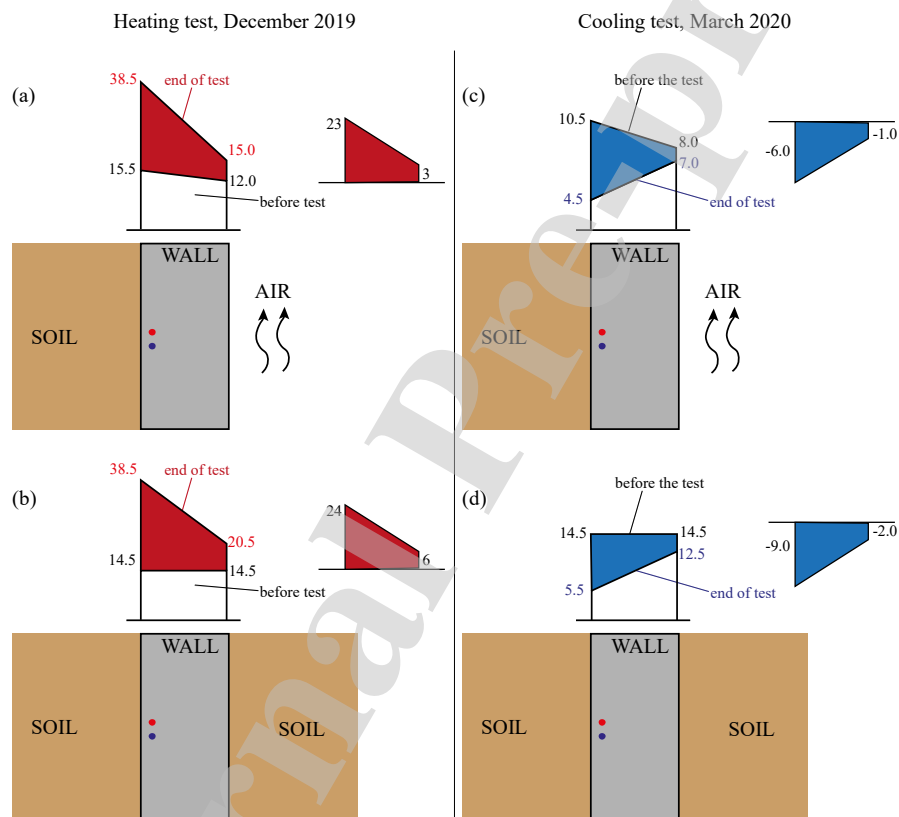 Heating test, December 2019
Cooling test, March 2020
(a)
38.5
end of test
15.5
15.0
12.0
before test
23
3
WALL
AIR
SOIL
(c)
before the test
10.5
8.0
7.0
4.5
end of test
-6.0
-1.0
WALL
AIR
SOIL
(b)
38.5
end of test
20.5
14.5
14.5
before test
24
6
WALL
SOIL
SOIL
(d)
before the test
14.5
14.5
12.5
5.5
end of test
-9.0
-2.0
WALL
SOIL
SOIL
rnal Pre-pr